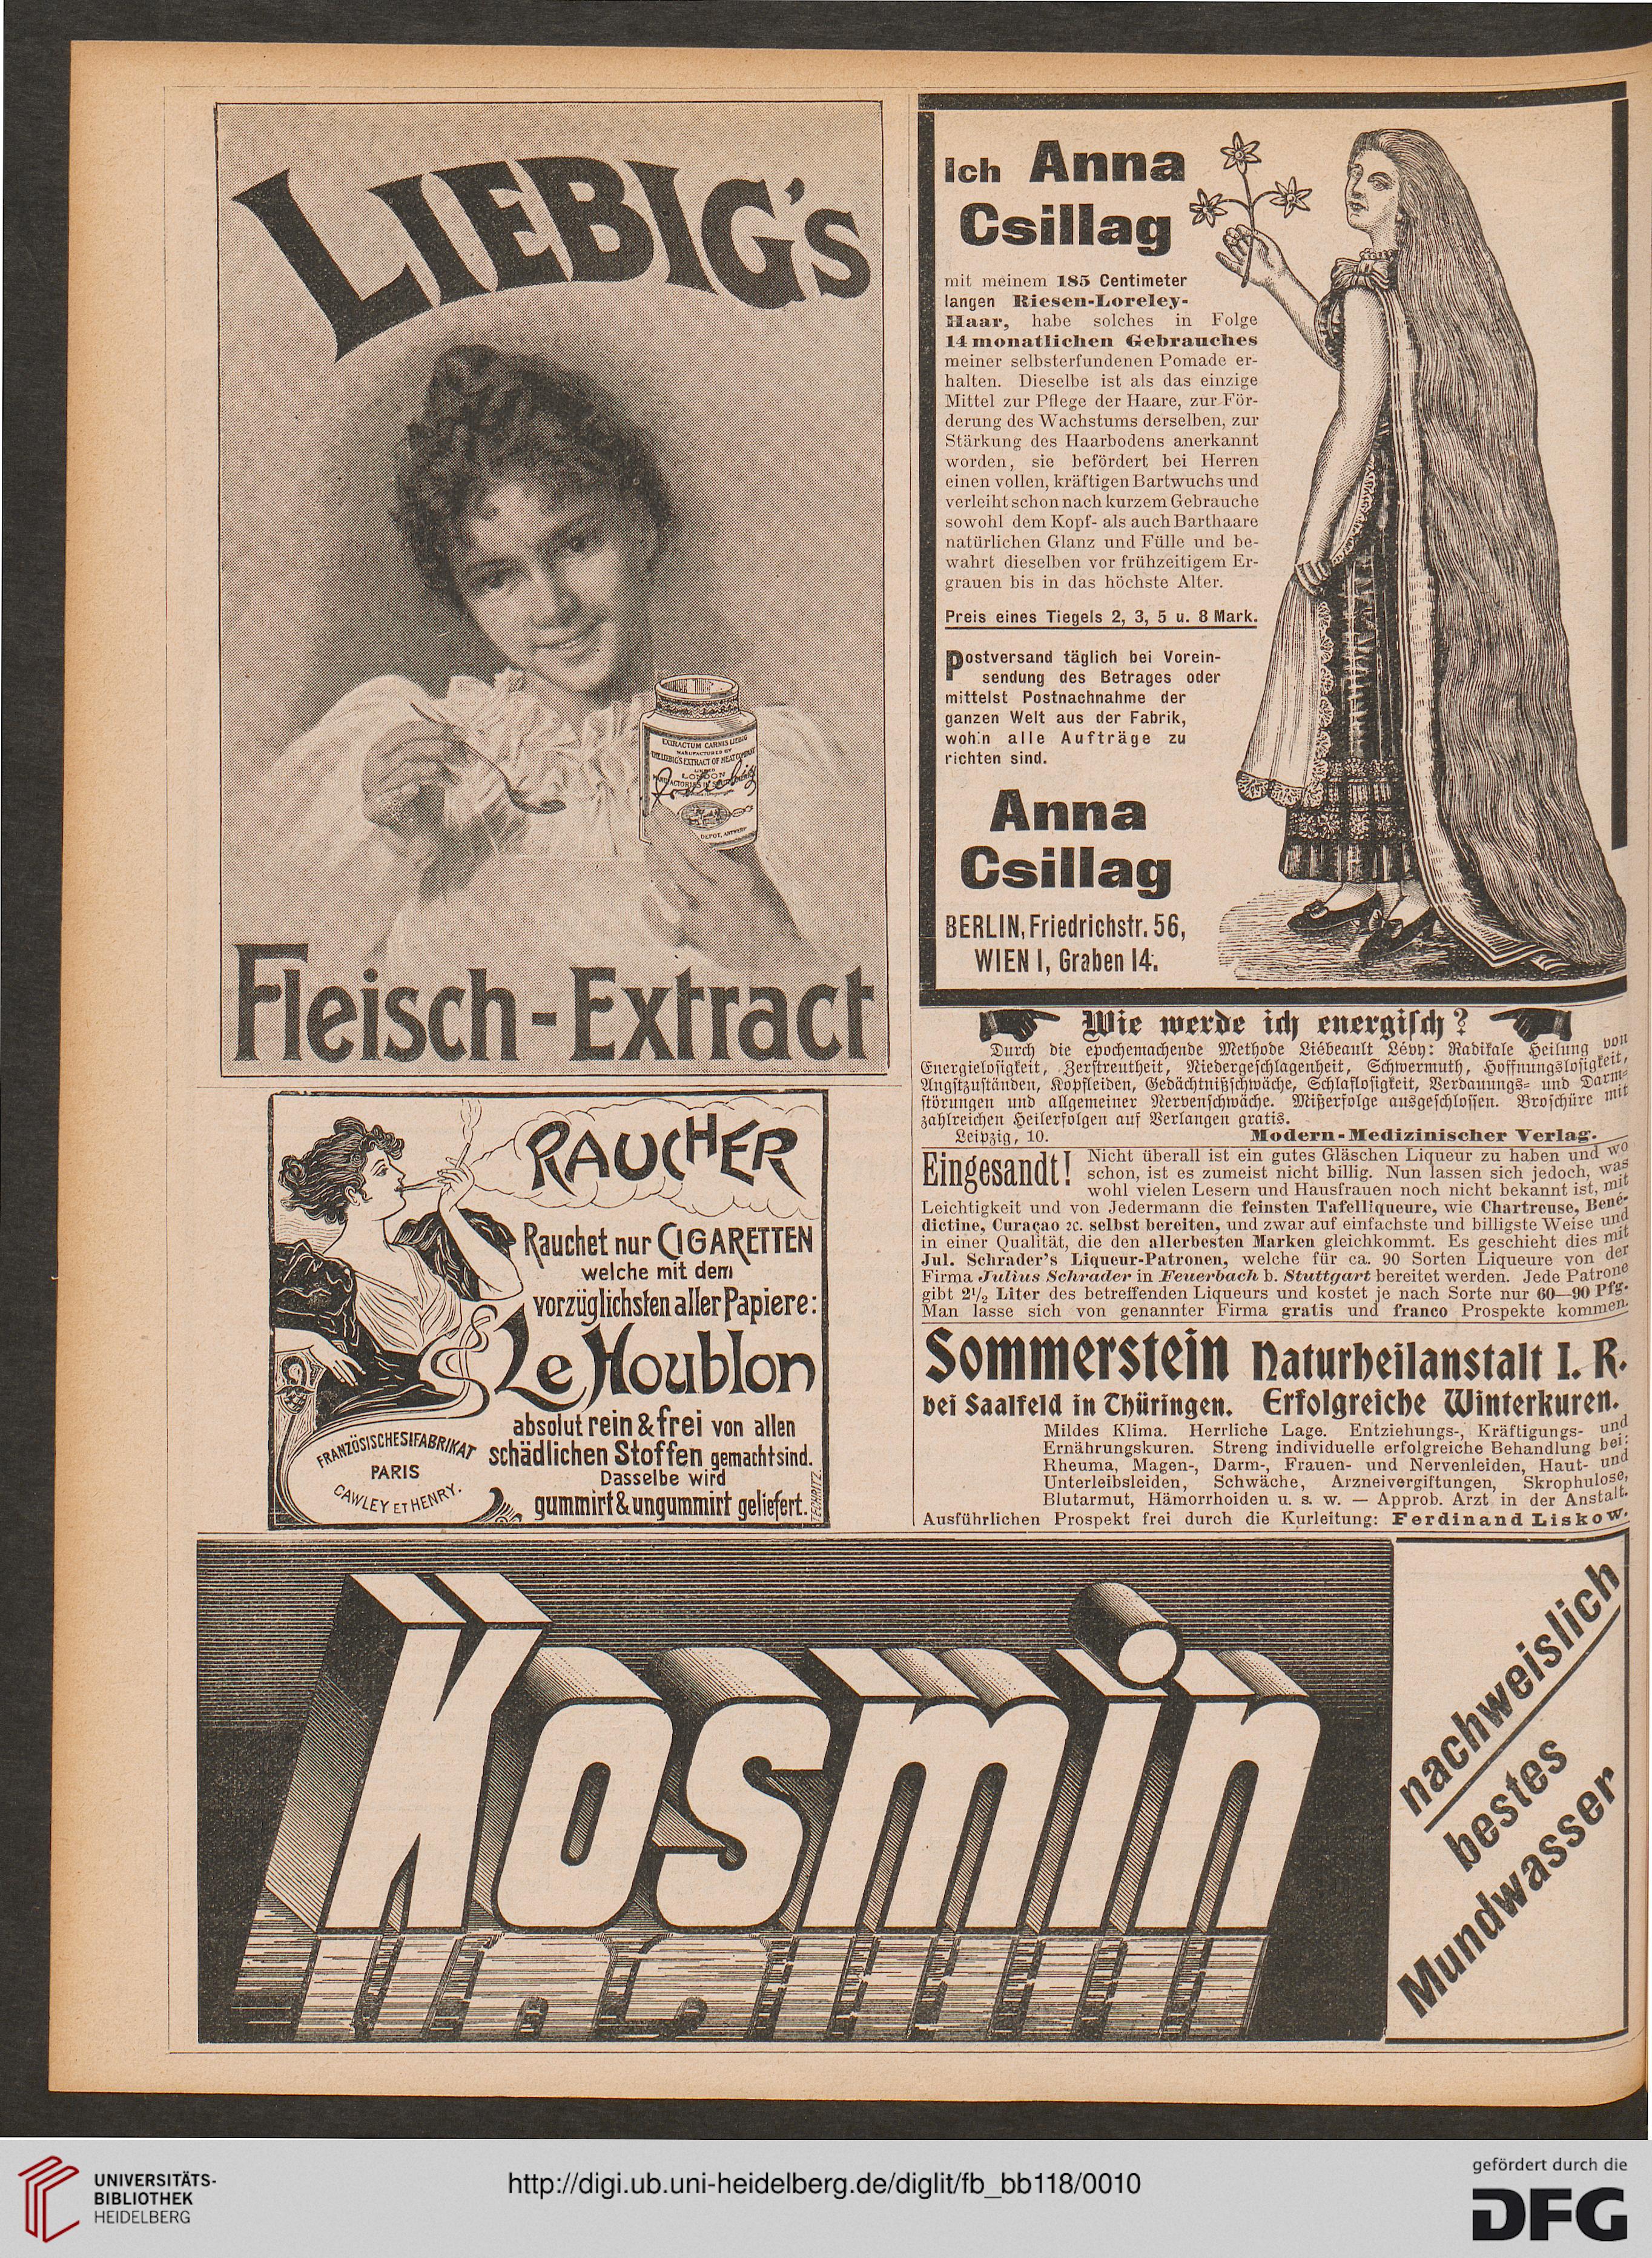 LIEBIG'S
EXTRACTUM CARNIS LIEBIG
MANUFACTURED BY
THE LIEBIG'S EXTRACT OF MEAT COMPANY
LONDON
DEPOT, ANTWERP
Fleisch-Extract
Ich Anna
Csillag
mit meinem 185 Centimeter
langen Riesen-Loreley-
Haar, habe solches in Folge
14 monatlichen Gebrauches
meiner selbsterfundenen Pomade er-
halten. Dieselbe ist als das einzige
Mittel zur Pflege der Haare, zur För-
derung des Wachstums derselben, zur
Stärkung des Haarbodens anerkannt
worden, sie befördert bei Herren
einen vollen, kräftigen Bartwuchs und
verleiht schon nach kurzem Gebrauche
sowohl dem Kopf- als auch Barthaare
natürlichen Glanz und Fülle und be-
wahrt dieselben vor frühzeitigem Er-
grauen bis in das höchste Alter.
Preis eines Tiegels 2, 3, 5 u. 8 Mark.
Postversand täglich bei Vorein-
sendung des Betrages oder
mittelst Postnachnahme der
ganzen Welt aus der Fabrik,
wohin alle Aufträge zu
richten sind.
Anna
Csillag
BERLIN, Friedrichstr. 56,
WIEN I, Graben 14.
Wie werde ich energisch?
Durch die epochemachende Methode Liébeault Lévy: Radikale Heilung von
Energielosigkeit, Zerstreutheit, Niedergeschlagenheit, Schwermuth, Hoffnungslosigkeit,
Angstzuständen, Kopfleiden, Gedächtnißschwäche, Schlaflosigkeit, Verdauungs- und Darm-
störungen und allgemeiner Nervenschwäche. Mißerfolge ausgeschlossen. Broschüre mit
zahlreichen Heilerfolgen auf Verlangen gratis.
Leipzig, 10. Modern-Medizinischer Verlag.
Eingesandt! Nicht überall ist ein gutes Gläschen Liqueur zu haben und wo
schon, ist es zumeist nicht billig. Nun lassen sich jedoch, was
wohl vielen Lesern und Hausfrauen noch nicht bekannt ist, mit
Leichtigkeit und von Jedermann die feinsten Tafelliqueure, wie Chartreuse, Bené-
dictine, Curaçao ꝛc. selbst bereiten, und zwar auf einfachste und billigste Weise und
in einer Qualität, die den allerbesten Marken gleichkommt. Es geschieht dies mit
Jul. Schrader's Liqueur-Patronen, welche für ca. 90 Sorten Liqueure von der
Firma Julius Schrader in Feuerbach b. Stuttgart bereitet werden. Jede Patrone
gibt 2½ Liter des betreffenden Liqueurs und kostet je nach Sorte nur 60—90 Pfg.
Man lasse sich von genannter Firma gratis und franco Prospekte kommen.
Sommerstein Naturheilanstalt I. R.
bei Saalfeld in Thüringen. Erfolgreiche Winterkuren.
Mildes Klima. Herrliche Lage. Entziehungs-, Kräftigungs- und
Ernährungskuren. Streng individuelle erfolgreiche Behandlung bei:
Rheuma, Magen-, Darm-, Frauen- und Nervenleiden, Haut- und
Unterleibsleiden, Schwäche, Arzneivergiftungen, Skrophulose,
Blutarmut, Hämorrhoiden u. s. w. — Approb. Arzt in der Anstalt.
Ausführlichen Prospekt frei durch die Kurleitung: Ferdinand Liskow.
RAUCHER
Rauchet nur CIGARETTEN
welche mit dem
vorzüglichsten aller Papiere:
Le Houblon
absolut rein & frei von allen
schädlichen Stoffen gemacht sind.
Dasselbe wird
gummirt & ungummirt geliefert.
FRANZÖSISCHES FABRIKAT
PARIS
CAWLEY ET HENRY.
Kosmin
nachweislich
bestes
Mundwasser
UNIVERSITÄTS-
BIBLIOTHEK
HEIDELBERG
http://digi.ub.uni-heidelberg.de/diglit/fb_bb118/0010
gefördert durch die
DFG